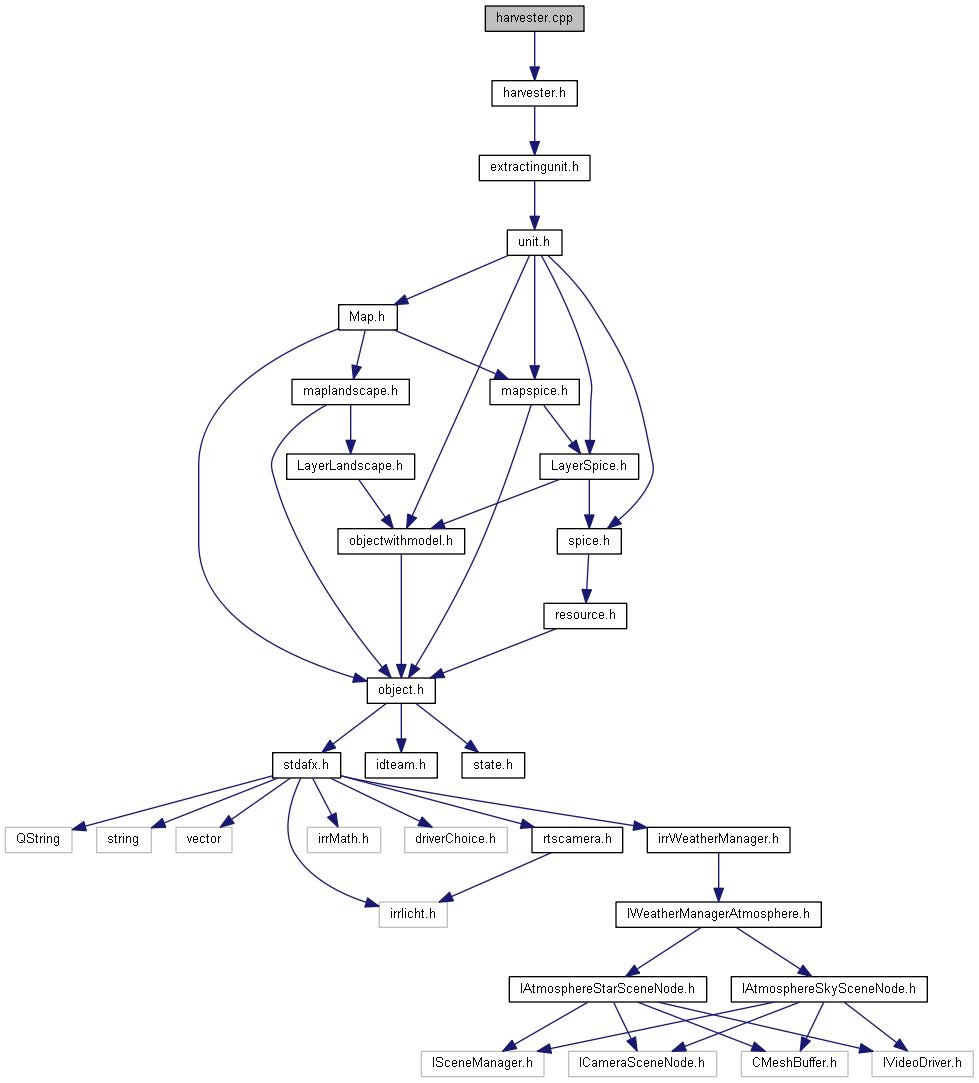 harvester.cpp
harvester.h
extractingunit.h
unit.h
Map.h
maplandscape.h
mapspice.h
LayerLandscape.h
LayerSpice.h
objectwithmodel.h
spice.h
resource.h
object.h
stdafx.h
idteam.h
state.h
QString
string
vector
irrMath.h
driverChoice.h
rtscamera.h
irrWeatherManager.h
irrlicht.h
IWeatherManagerAtmosphere.h
IAtmosphereStarSceneNode.h
IAtmosphereSkySceneNode.h
ISceneManager.h
ICameraSceneNode.h
CMeshBuffer.h
IVideoDriver.h